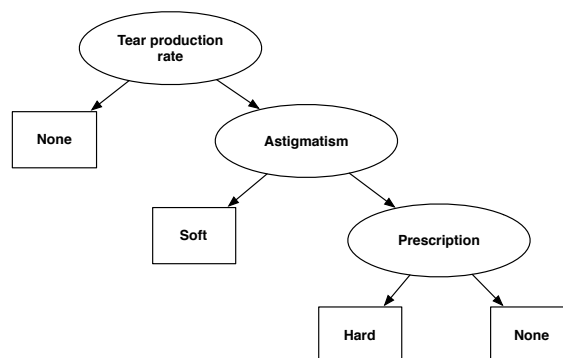 Tear production
rate
None
Astigmatism
Soft
Prescription
Hard
None